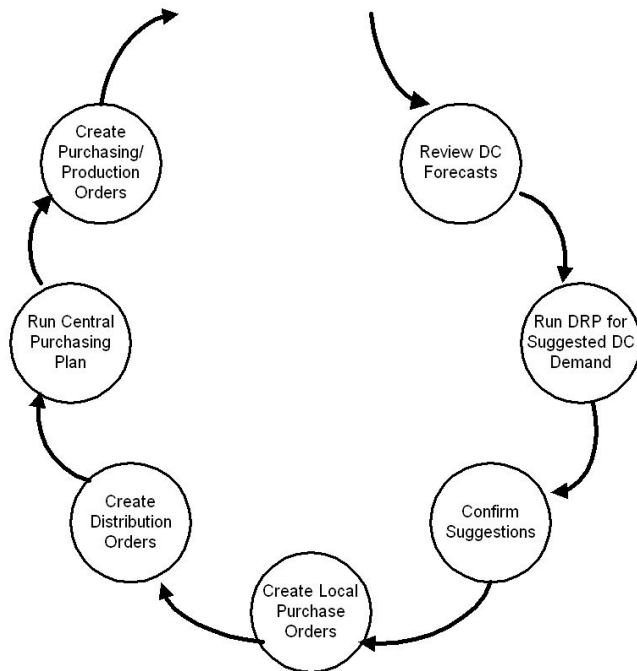 Create
Purchasing/
Production
Orders
Review DC
Forecasts
Run Central
Purchasing
Plan
Run DRP for
Suggested DC
Demand
Create
Distribution
Orders
Confirm
Suggestions
Create Local
Purchase
Orders